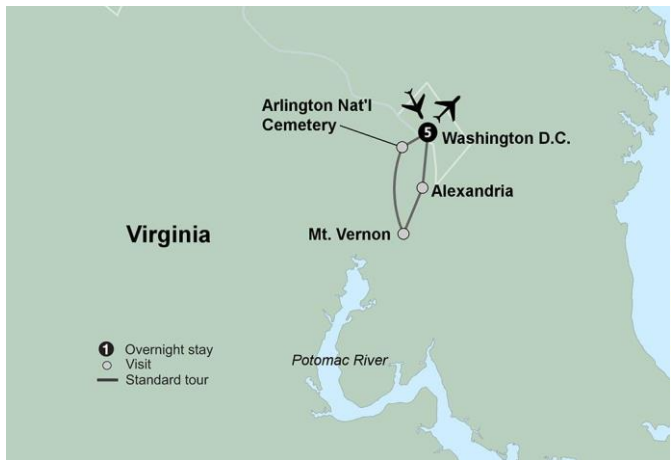 Arlington Nat'l
Cemetery
5
Washington D.C.
Alexandria
Virginia
Mt. Vernon
1 Overnight stay
Visit
Standard tour
Potomac River